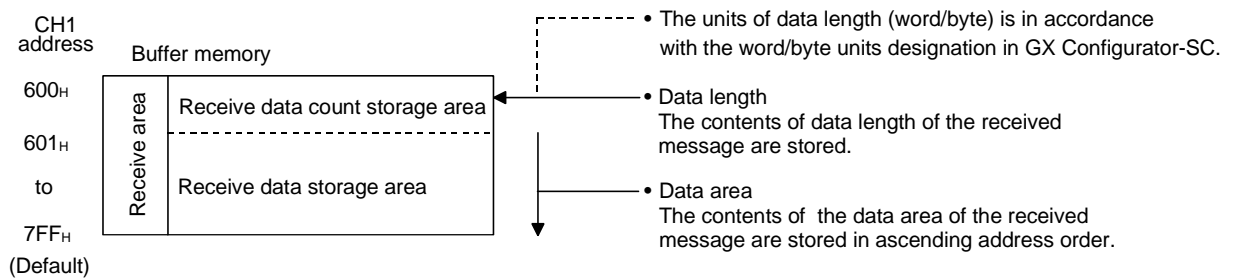 CH1
address
Buffer memory
600H
601H
to
7FFH
(Default)
Receive area
Receive data count storage area
Receive data storage area
• The units of data length (word/byte) is in accordance
with the word/byte units designation in GX Configurator-SC.
• Data length
The contents of data length of the received
message are stored.
• Data area
The contents of the data area of the received
message are stored in ascending address order.